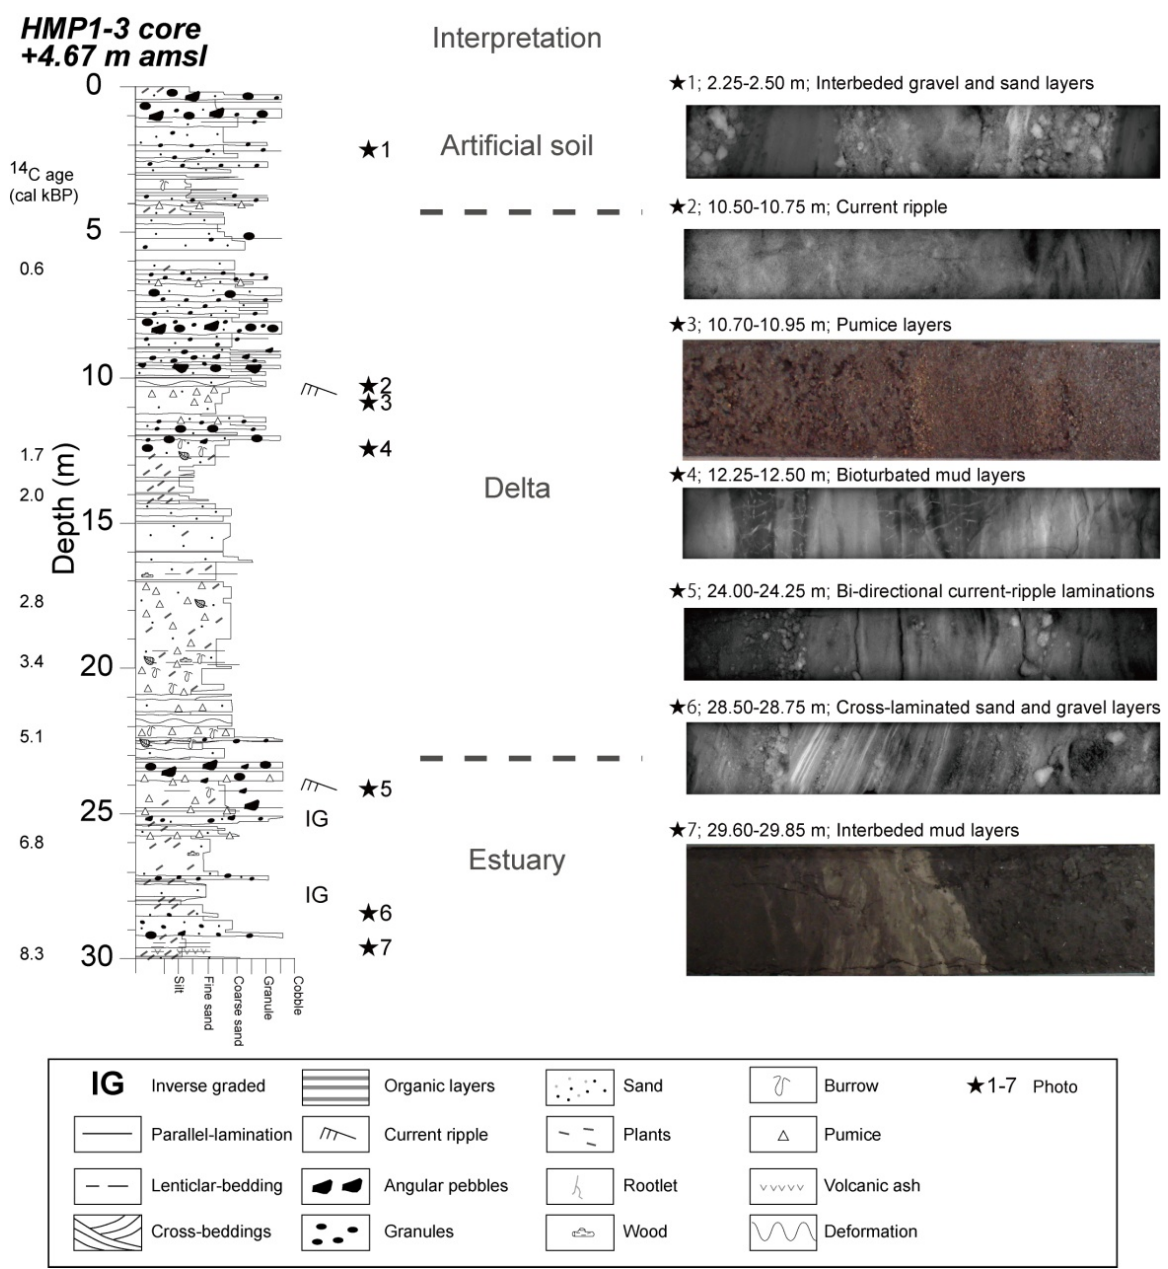 HMP1-3 core
+4.67 m amsl
Interpretation
0
5
10
15
20
25
30
Depth (m)
14C age
(cal kBP)
0.6
1.7
2.0
2.8
3.4
5.1
6.8
8.3
Silt
Fine sand
Coarse sand
Granule
Cobble
★1
★2
★3
★4
★5
IG
IG
★6
★7
Artificial soil
Delta
Estuary
★1; 2.25-2.50 m; Interbeded gravel and sand layers
★2; 10.50-10.75 m; Current ripple
★3; 10.70-10.95 m; Pumice layers
★4; 12.25-12.50 m; Bioturbated mud layers
★5; 24.00-24.25 m; Bi-directional current-ripple laminations
★6; 28.50-28.75 m; Cross-laminated sand and gravel layers
★7; 29.60-29.85 m; Interbeded mud layers
IG Inverse graded
Organic layers
Sand
Burrow
★1-7 Photo
Parallel-lamination
Current ripple
Plants
Pumice
Lenticlar-bedding
Angular pebbles
Rootlet
Volcanic ash
Cross-beddings
Granules
Wood
Deformation